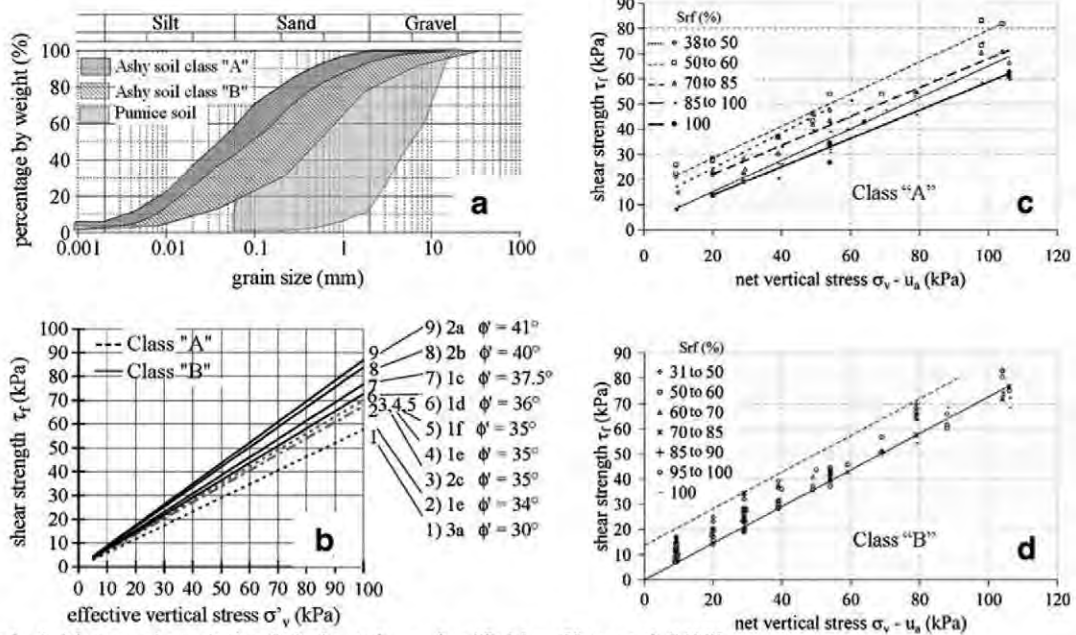 Silt Sand Gravel
percentage by weight (%)
100
80
60
40
20
0
Ashy soil class "A"
Ashy soil class "B"
Pumice soil
a
0.001 0.01 0.1 1 10 100
grain size (mm)
shear strength τf (kPa)
90
80
70
60
50
40
30
20
10
0
Srf (%)
38 to 50
50 to 60
70 to 85
85 to 100
100
Class “A”
c
0 20 40 60 80 100 120
net vertical stress σv - ua (kPa)
shear strength τf (kPa)
100
90
80
70
60
50
40
30
20
10
0
Class "A"
Class "B"
9
8
7
6
3,4,5
2
1
9) 2a ϕ' = 41°
8) 2b ϕ' = 40°
7) 1c ϕ' = 37.5°
6) 1d ϕ' = 36°
5) 1f ϕ' = 35°
4) 1e ϕ' = 35°
3) 2c ϕ' = 35°
2) 1e ϕ' = 34°
1) 3a ϕ' = 30°
b
0 10 20 30 40 50 60 70 80 90 100
effective vertical stress σ'v (kPa)
shear strength τf (kPa)
90
80
70
60
50
40
30
20
10
0
Srf (%)
31 to 50
50 to 60
60 to 70
70 to 85
85 to 90
95 to 100
100
Class “B”
d
0 20 40 60 80 100 120
net vertical stress σv - ua (kPa)